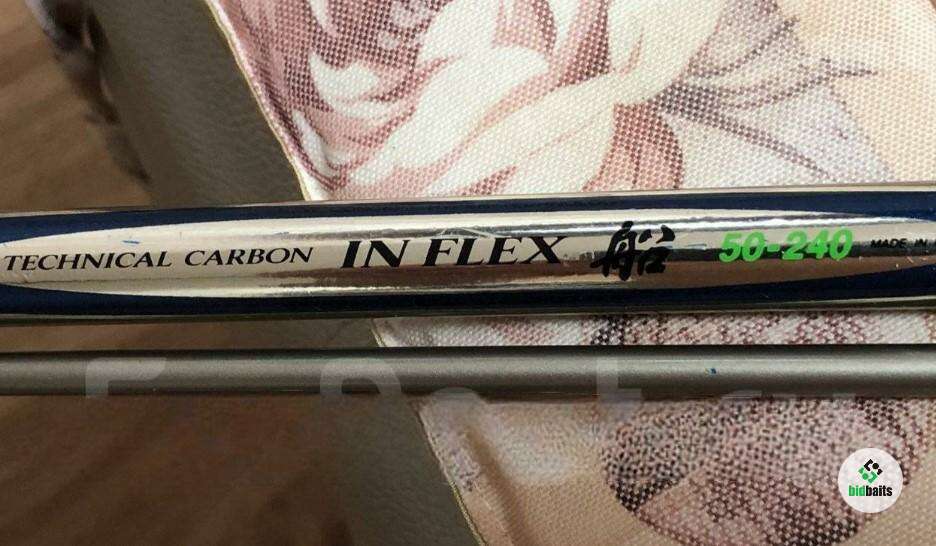 TECHNICAL CARBON IN FLEX 船 50-240 MADE IN
bidbaits